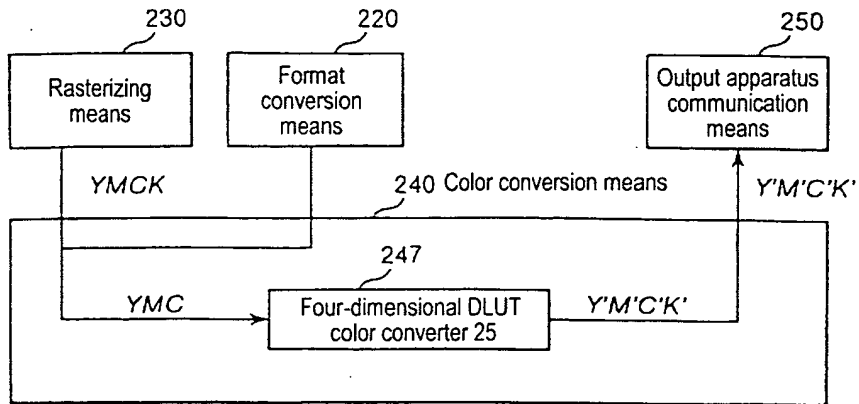 230
220
250
Rasterizing
means
Format
conversion
means
Output apparatus
communication
means
YMCK
240 Color conversion means
Y'M'C'K'
247
YMC
Four-dimensional DLUT
color converter 25
Y'M'C'K'